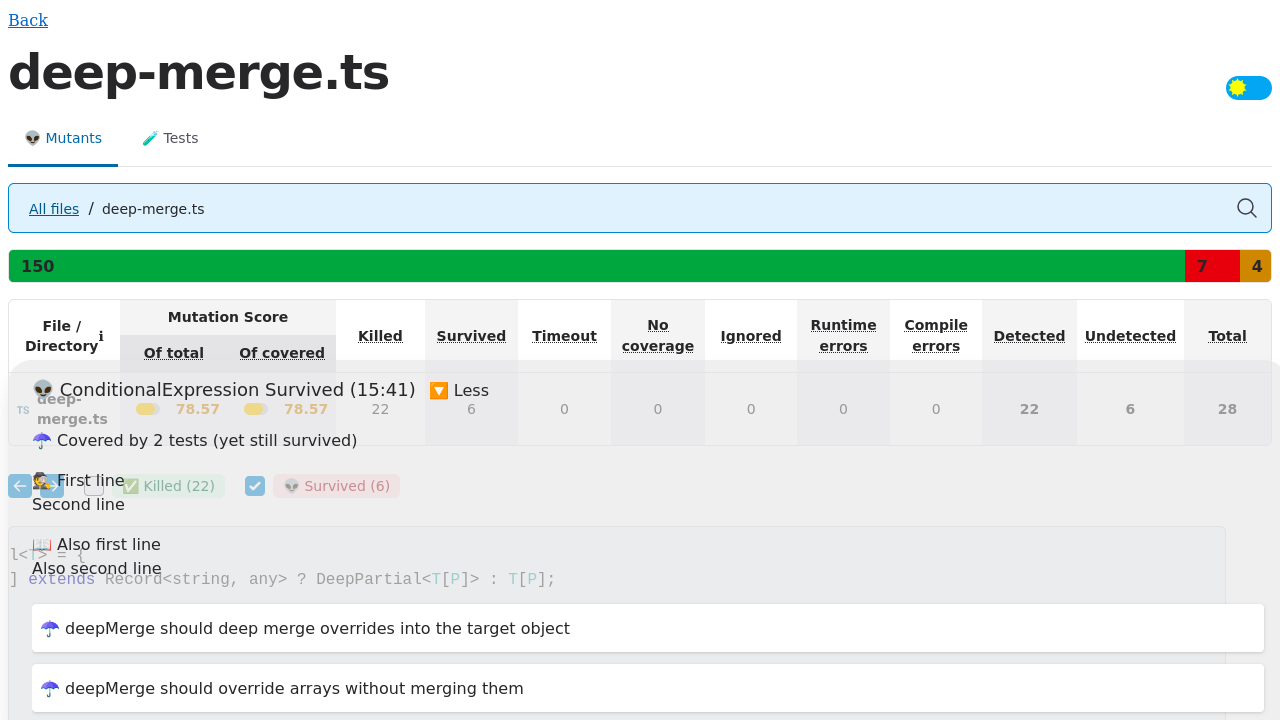 Back
deep-merge.ts
👽 Mutants 🧪 Tests
All files / deep-merge.ts
150 7 4
File / Directory ℹ Mutation Score Of total Of covered Killed Survived Timeout No coverage Ignored Runtime errors Compile errors Detected Undetected Total
TS deep-merge.ts 78.57 78.57 22 6 0 0 0 0 0 22 6 28
👽 ConditionalExpression Survived (15:41) 🔽 Less
☂️ Covered by 2 tests (yet still survived)
✅ Killed (22) 👽 Survived (6)
🕵️ First line
Second line
📖 Also first line
Also second line
l<T> = {
] extends Record<string, any> ? DeepPartial<T[P]> : T[P];
☂️ deepMerge should deep merge overrides into the target object
☂️ deepMerge should override arrays without merging them